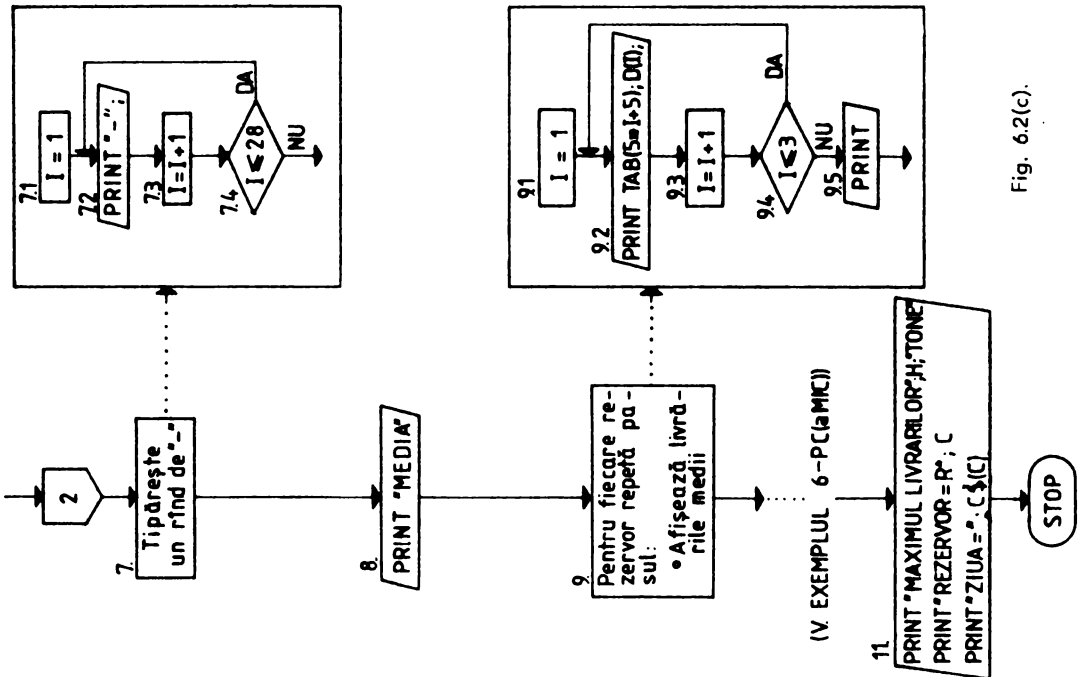 2
7.
Tipărește
un rînd de "–"
7.1
I = 1
7.2
PRINT "–";
7.3
I=I+1
7.4
I ≤ 28
DA
NU
8.
PRINT "MEDIA"
9.
Pentru fiecare re-
zervor repetă pa-
sul:
• Afișează livră-
rile medii
9.1
I = 1
9.2
PRINT TAB(5*I+5); D(I);
9.3
I=I+1
9.4
I ≤ 3
DA
NU
9.5
PRINT
(V. EXEMPLUL 6-PC(aMIC))
11.
PRINT "MAXIMUL LIVRARILOR";H;"TONE"
PRINT "REZERVOR = R"; C
PRINT "ZIUA = "; C$(C)
STOP
Fig. 6.2(c).